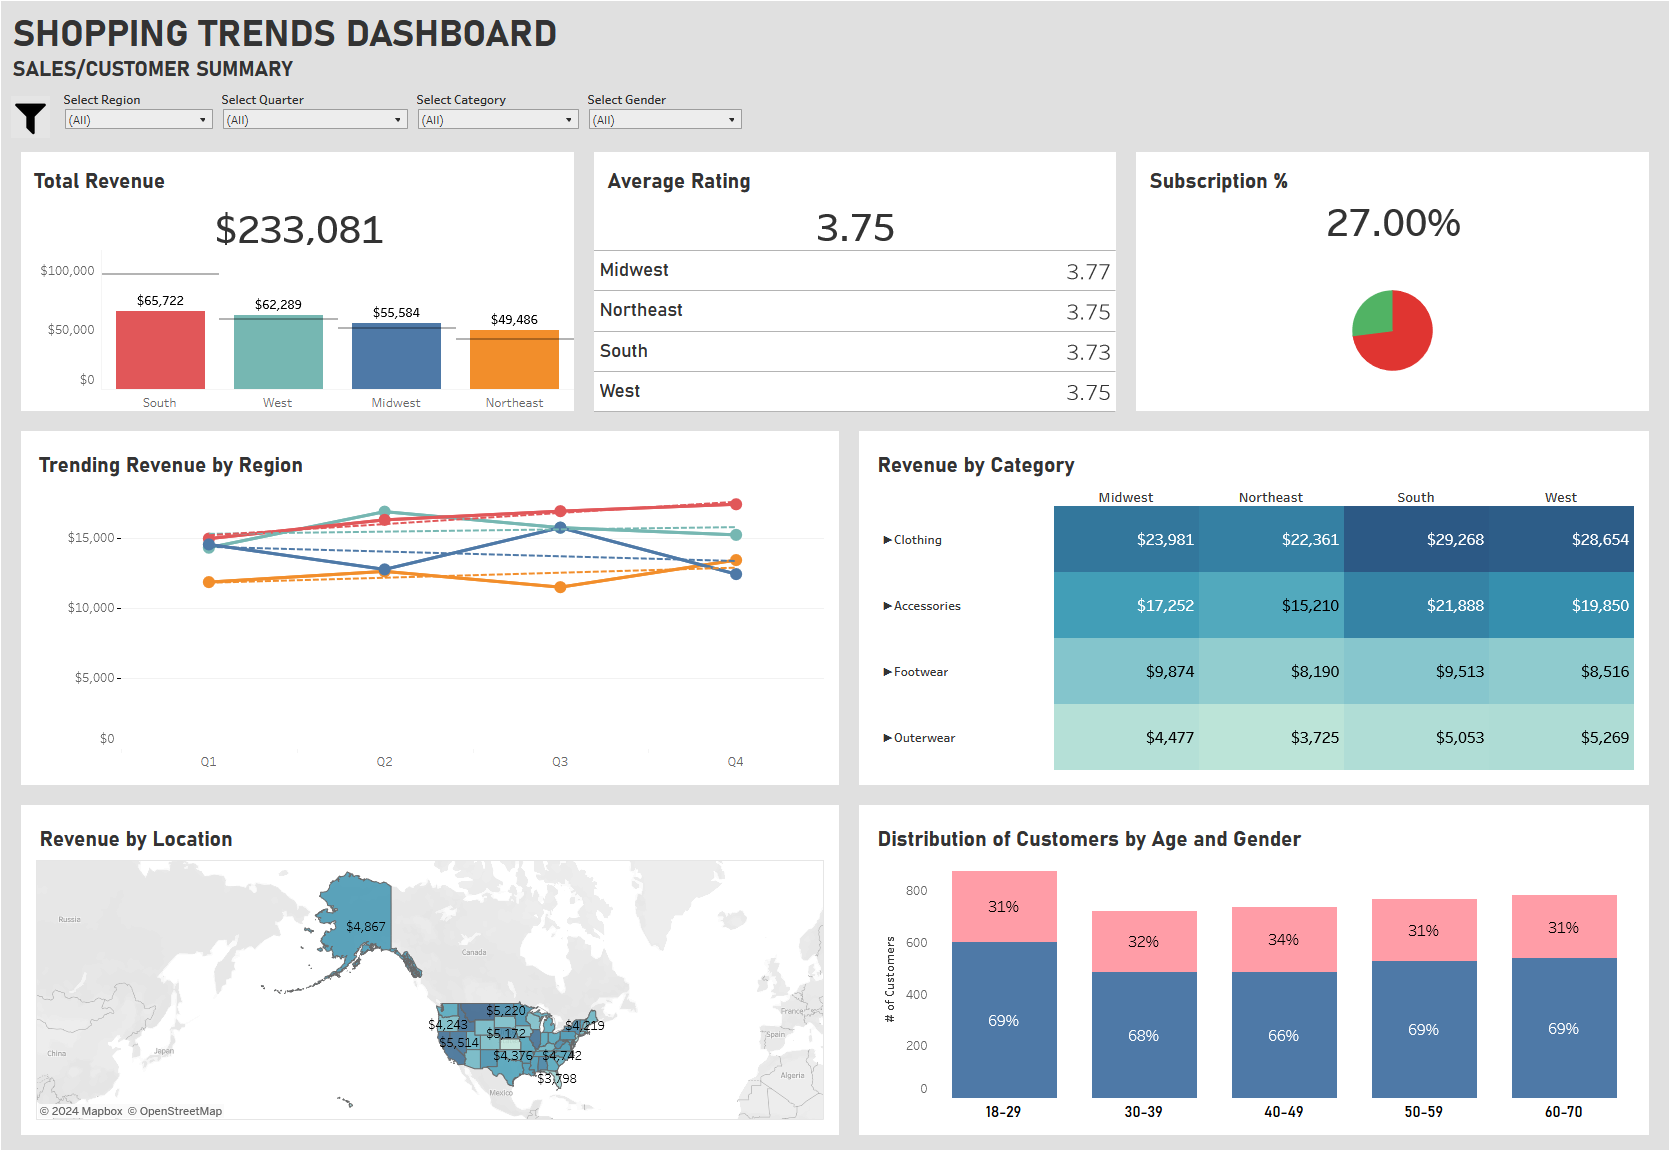 SHOPPING TRENDS DASHBOARD
SALES/CUSTOMER SUMMARY
Select Region
Select Quarter
Select Category
Select Gender
(All)
(All)
(All)
(All)
Total Revenue
$233,081
$100,000
$50,000
$0
$65,722
$62,289
$55,584
$49,486
South
West
Midwest
Northeast
Average Rating
3.75
Midwest 3.77
Northeast 3.75
South 3.73
West 3.75
Subscription %
27.00%
Trending Revenue by Region
$15,000
$10,000
$5,000
$0
Q1
Q2
Q3
Q4
Revenue by Category
Midwest Northeast South West
Clothing $23,981 $22,361 $29,268 $28,654
Accessories $17,252 $15,210 $21,888 $19,850
Footwear $9,874 $8,190 $9,513 $8,516
Outerwear $4,477 $3,725 $5,053 $5,269
Revenue by Location
Russia
$4,867
Canada
$5,220
$4,243
$4,219
$5,172
$5,514
$4,376
$4,742
$3,798
China
Japan
Mexico
France
Spain
Algeria
© 2024 Mapbox © OpenStreetMap
Distribution of Customers by Age and Gender
# of Customers
800
600
400
200
0
31%
32%
34%
31%
31%
69%
68%
66%
69%
69%
18-29
30-39
40-49
50-59
60-70